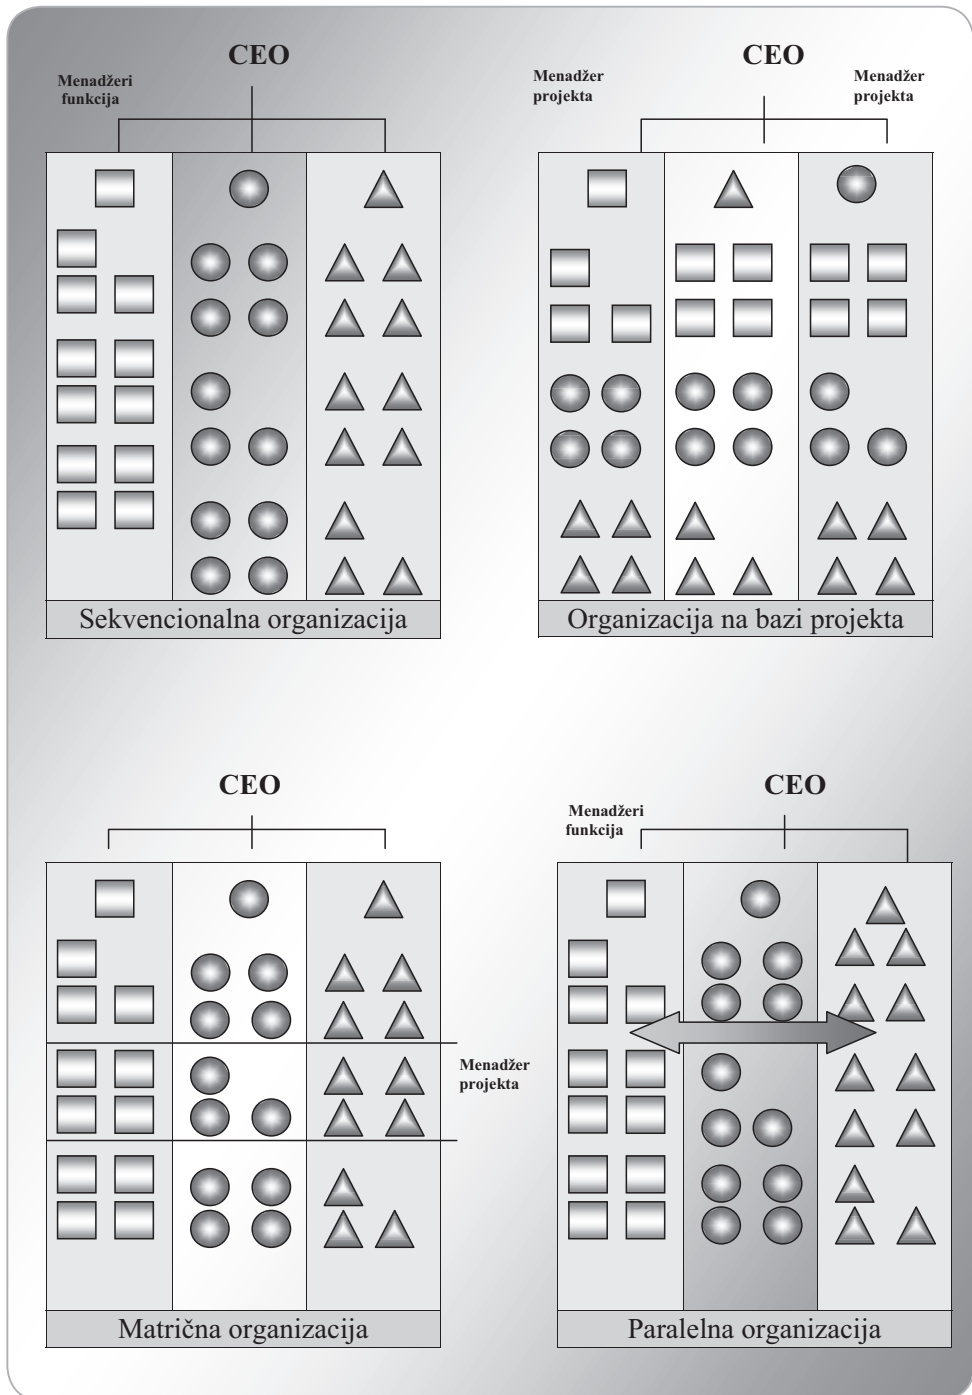 CEO
Menadžeri
funkcija
Sekvencionalna organizacija
CEO
Menadžer
projekta
Menadžer
projekta
Organizacija na bazi projekta
CEO
Menadžer
projekta
Matrična organizacija
CEO
Menadžeri
funkcija
Paralelna organizacija